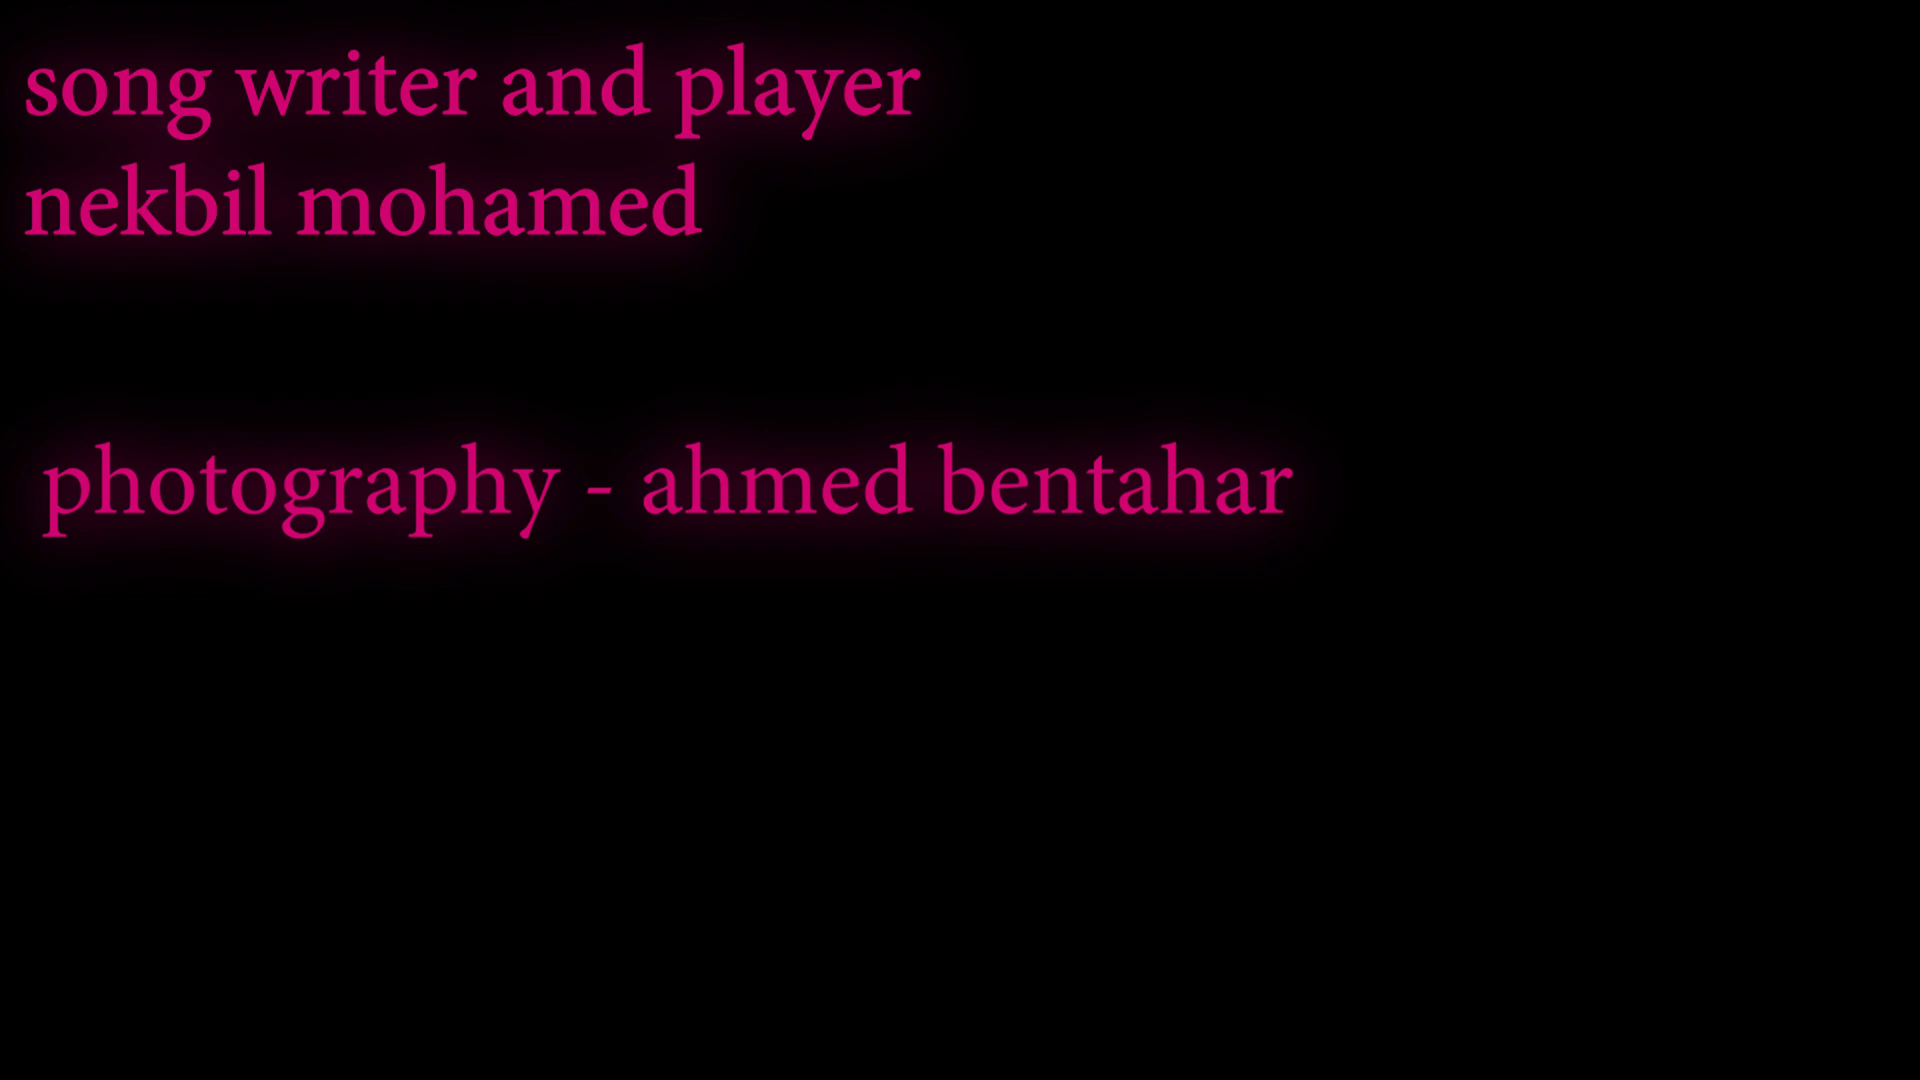 song writer and player
nekbil mohamed
photography - ahmed bentahar